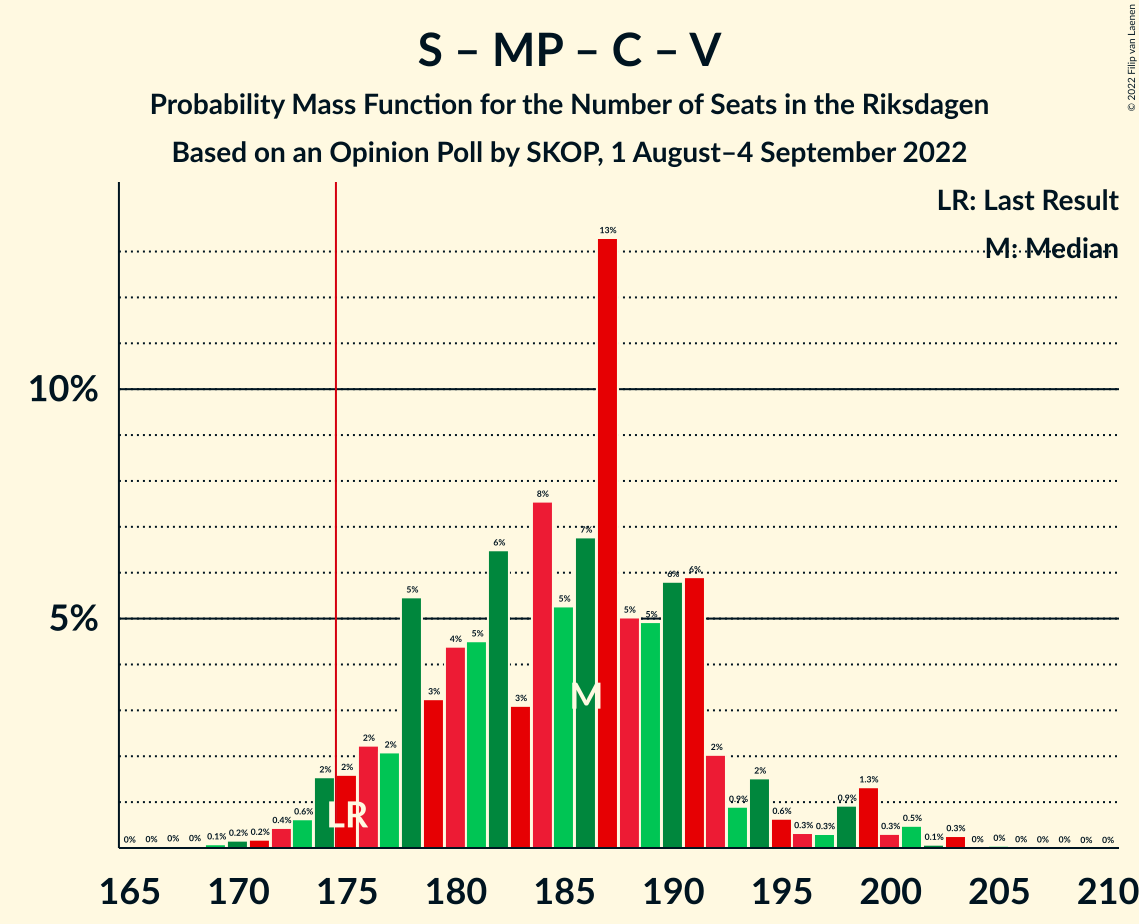 © 2022 Filip van Laenen
S – MP – C – V
Probability Mass Function for the Number of Seats in the Riksdagen
Based on an Opinion Poll by SKOP, 1 August–4 September 2022
LR: Last Result
M: Median
10%
5%
0% 0% 0% 0% 0.1% 0.2% 0.2% 0.4% 0.6% 2% 2% 2% 2% 5% 3% 4% 5% 6% 3% 8% 5% 7% 13% 5% 5% 6% 6% 2% 0.9% 2% 0.6% 0.3% 0.3% 0.9% 1.3% 0.3% 0.5% 0.1% 0.3% 0% 0% 0% 0% 0% 0% 0%
M
LR
165 170 175 180 185 190 195 200 205 210